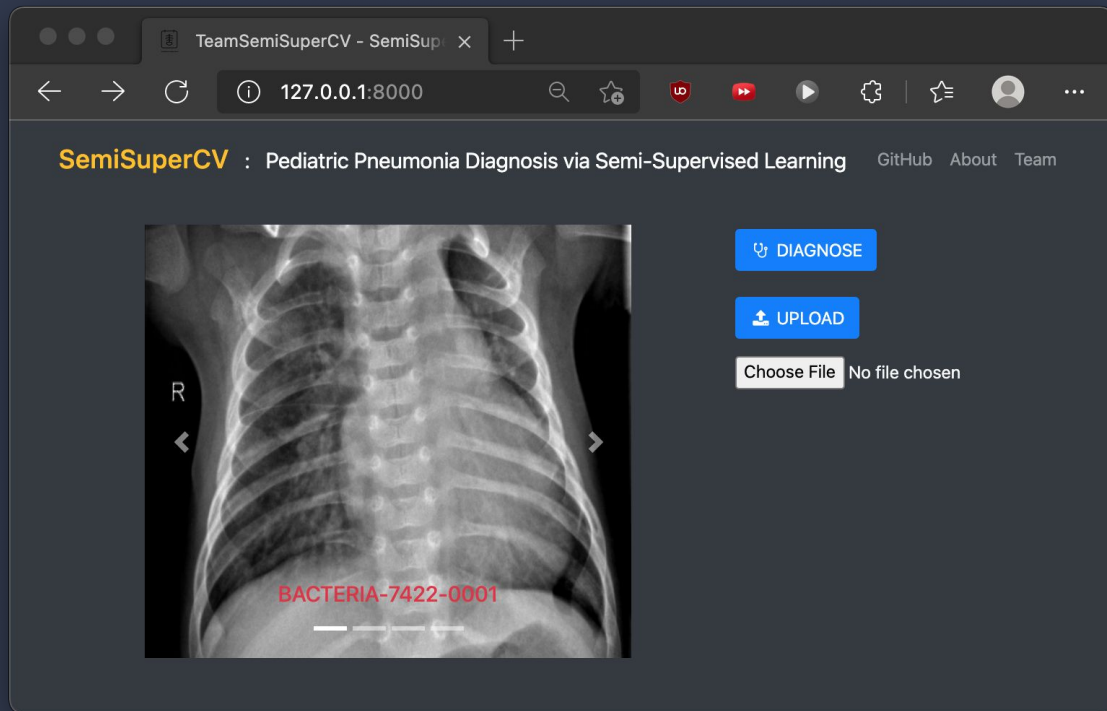 TeamSemiSuperCV - SemiSup
127.0.0.1:8000
SemiSuperCV : Pediatric Pneumonia Diagnosis via Semi-Supervised Learning GitHub About Team
DIAGNOSE
UPLOAD
Choose File No file chosen
R
BACTERIA-7422-0001